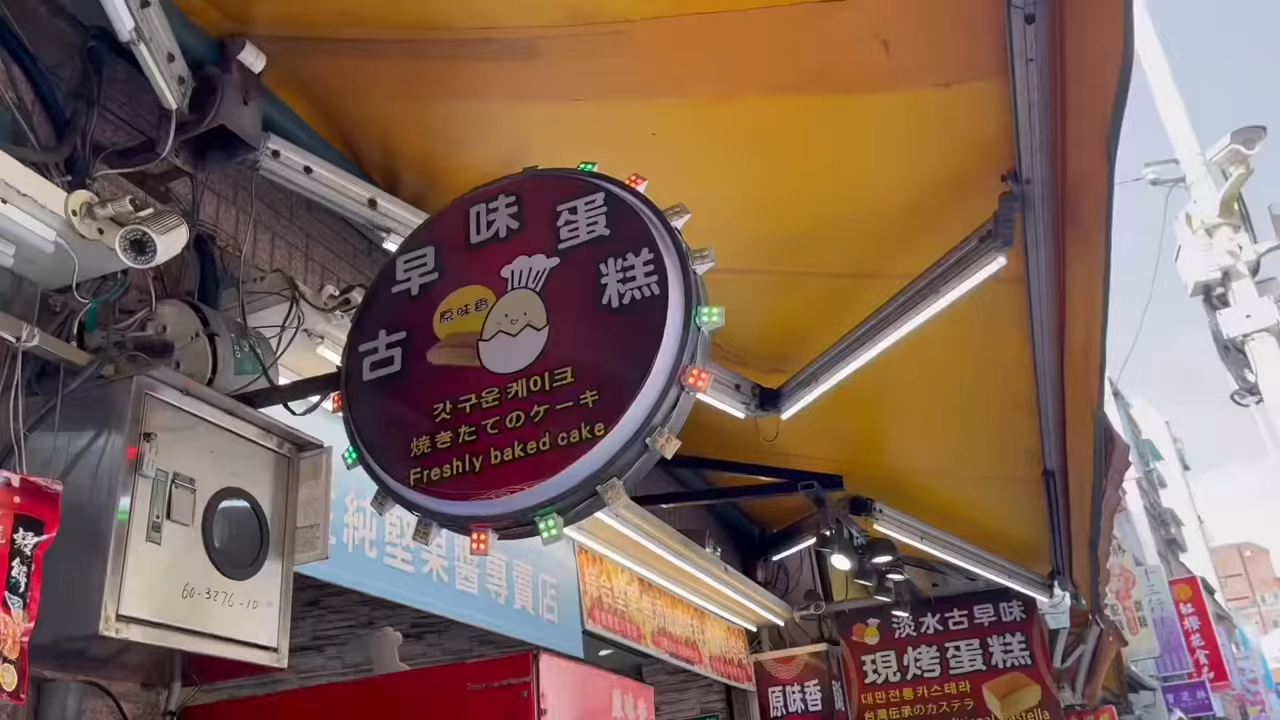 古早味蛋糕
原味香
갓 구운 케이크
焼きたてのケーキ
Freshly baked cake
60-3276-10
純堅果醬專賣店
原味香
淡水古早味
現烤蛋糕
대만전통카스테라
台灣伝承のカステラ